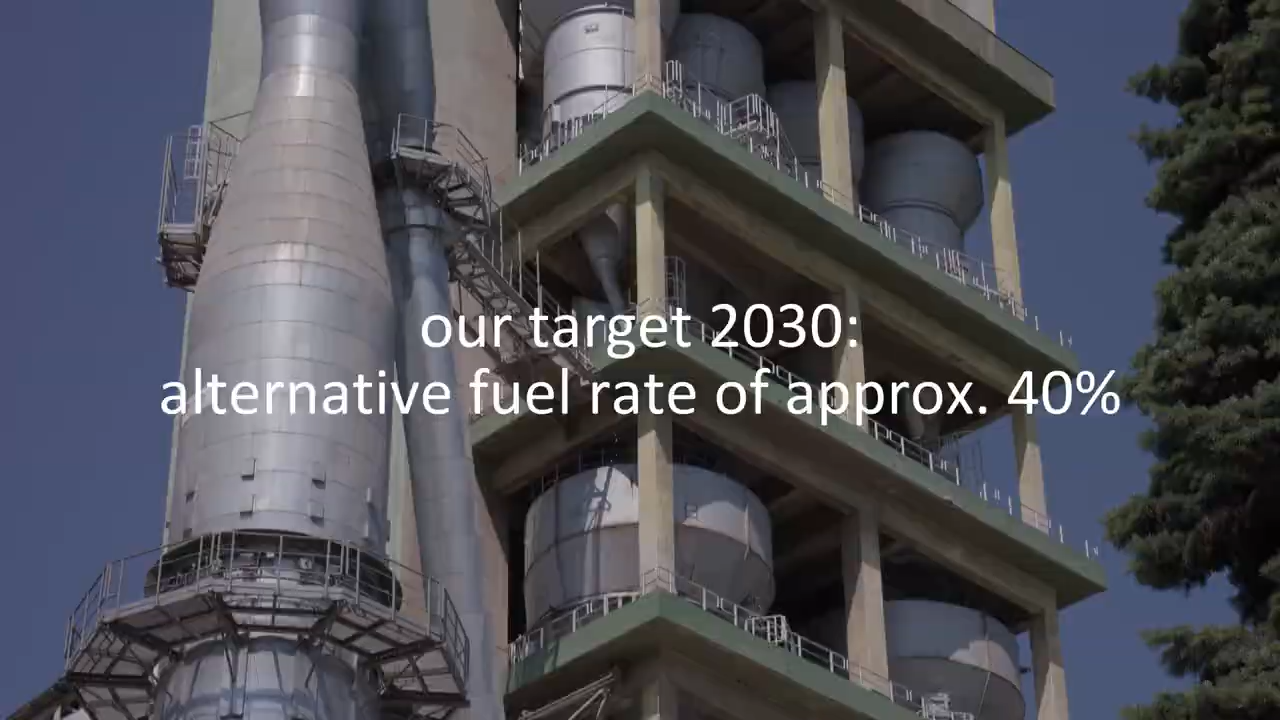 our target 2030:
alternative fuel rate of approx. 40%